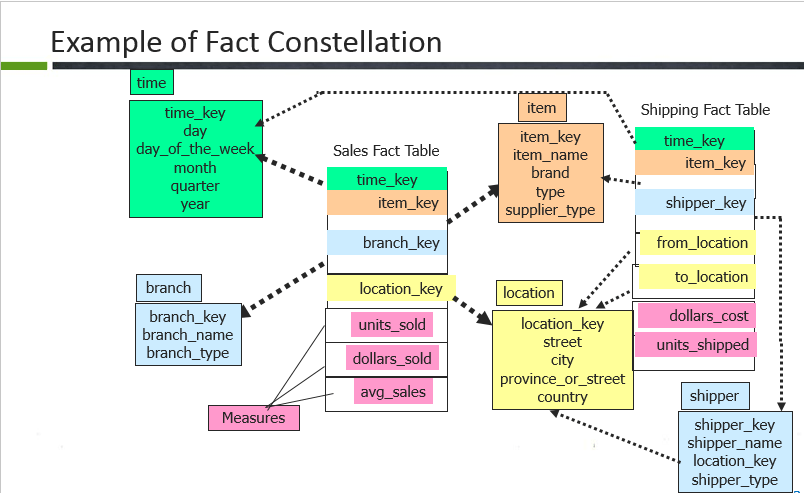 Example of Fact Constellation
time
time_key
day
day_of_the_week
month
quarter
year
Sales Fact Table
time_key
item_key
branch_key
location_key
units_sold
dollars_sold
avg_sales
Measures
branch
branch_key
branch_name
branch_type
item
item_key
item_name
brand
type
supplier_type
location
location_key
street
city
province_or_street
country
Shipping Fact Table
time_key
item_key
shipper_key
from_location
to_location
dollars_cost
units_shipped
shipper
shipper_key
shipper_name
location_key
shipper_type